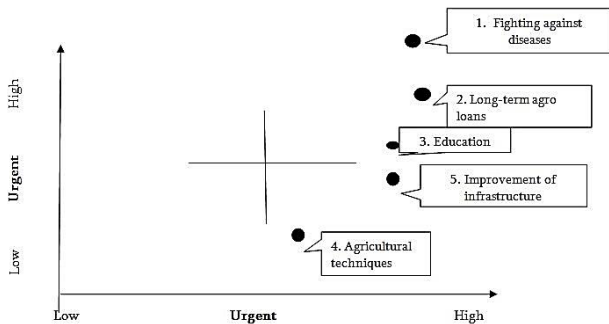 1. Fighting against
diseases
High
2. Long-term agro
loans
3. Education
Urgent
5. Improvement of
infrastructure
4. Agricultural
techniques
Low
Low Urgent High